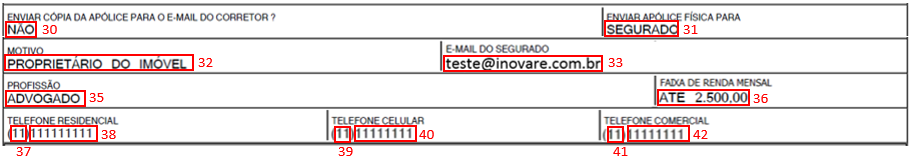 ENVIAR CÓPIA DA APÓLICE PARA O E-MAIL DO CORRETOR ? ENVIAR APÓLICE FÍSICA PARA
NÃO 30 SEGURADO 31
MOTIVO E-MAIL DO SEGURADO
PROPRIETÁRIO DO IMÓVEL 32 teste@inovare.com.br 33
PROFISSÃO FAIXA DE RENDA MENSAL
ADVOGADO 35 ATE 2.500,00 36
TELEFONE RESIDENCIAL TELEFONE CELULAR TELEFONE COMERCIAL
(11) 111111111 38 (11) 11111111 40 (11) 11111111 42
37 39 41